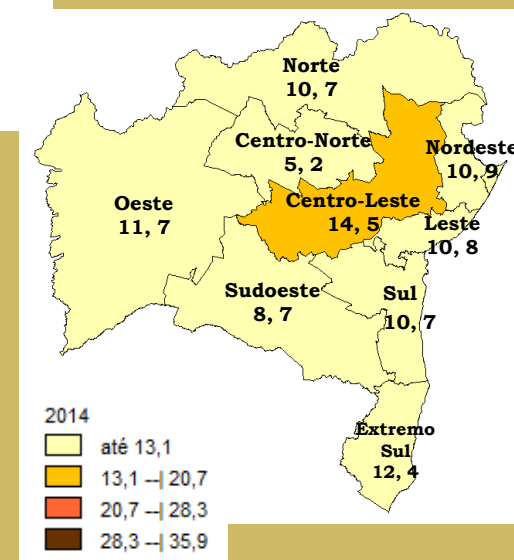 Norte
10, 7
Centro-Norte
5, 2
Nordeste
10, 9
Oeste
11, 7
Centro-Leste
14, 5
Leste
10, 8
Sudoeste
8, 7
Sul
10, 7
Extremo
Sul
12, 4
2014
até 13,1
13,1 --| 20,7
20,7 --| 28,3
28,3 --| 35,9